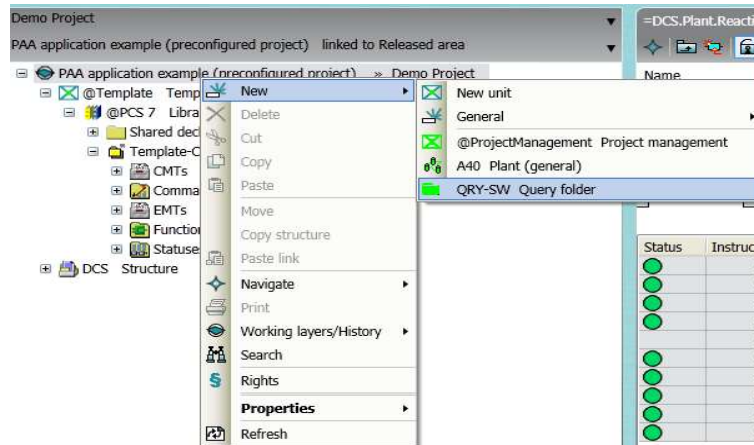 Demo Project
PAA application example (preconfigured project) linked to Released area
PAA application example (preconfigured project) » Demo Project
@Template Temp
@PCS 7 Libra
Shared decl
Template-C
CMTs
Comma
EMTs
Function
Statuse
DCS Structure
New
Delete
Cut
Copy
Paste
Move
Copy structure
Paste link
Navigate
Print
Working layers/History
Search
Rights
Properties
Refresh
New unit
General
@ProjectManagement Project management
A40 Plant (general)
QRY-SW Query folder
=DCS.Plant.Reacti
Name
Status Instruc